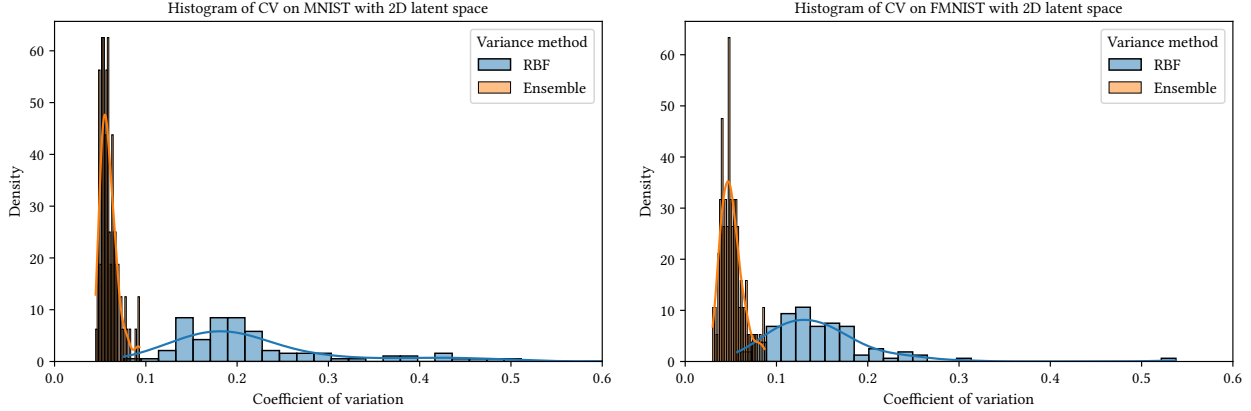 Histogram of CV on MNIST with 2D latent space
60
50
40
30
20
10
0
Density
0.0 0.1 0.2 0.3 0.4 0.5 0.6
Coefficient of variation
Variance method
RBF
Ensemble
Histogram of CV on FMNIST with 2D latent space
60
50
40
30
20
10
0
Density
0.0 0.1 0.2 0.3 0.4 0.5 0.6
Coefficient of variation
Variance method
RBF
Ensemble